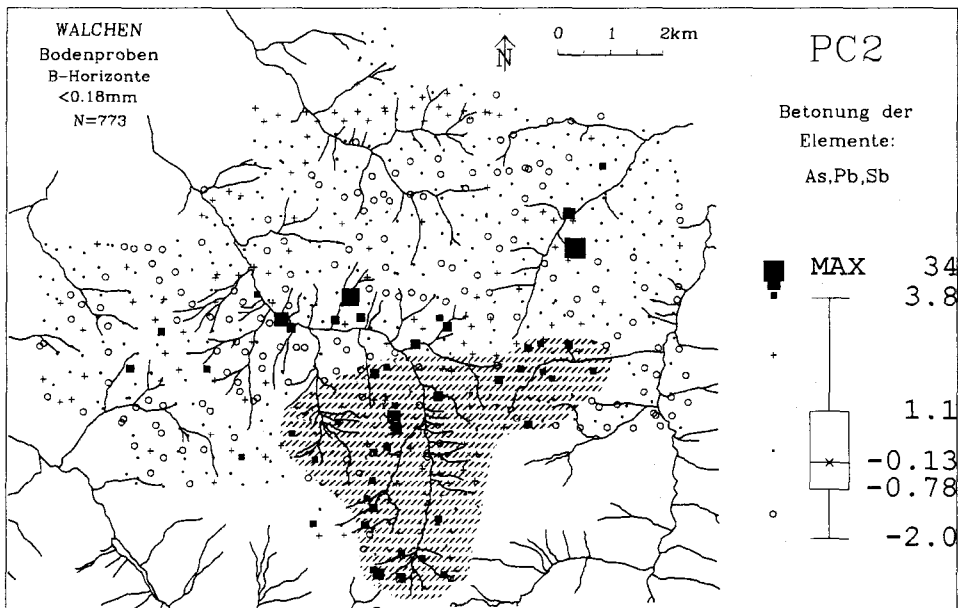 WALCHEN
Bodenproben
B-Horizonte
<0.18mm
N=773
N
0 1 2km
PC2
Betonung der
Elemente:
As,Pb,Sb
MAX 34
3.8
1.1
-0.13
-0.78
-2.0